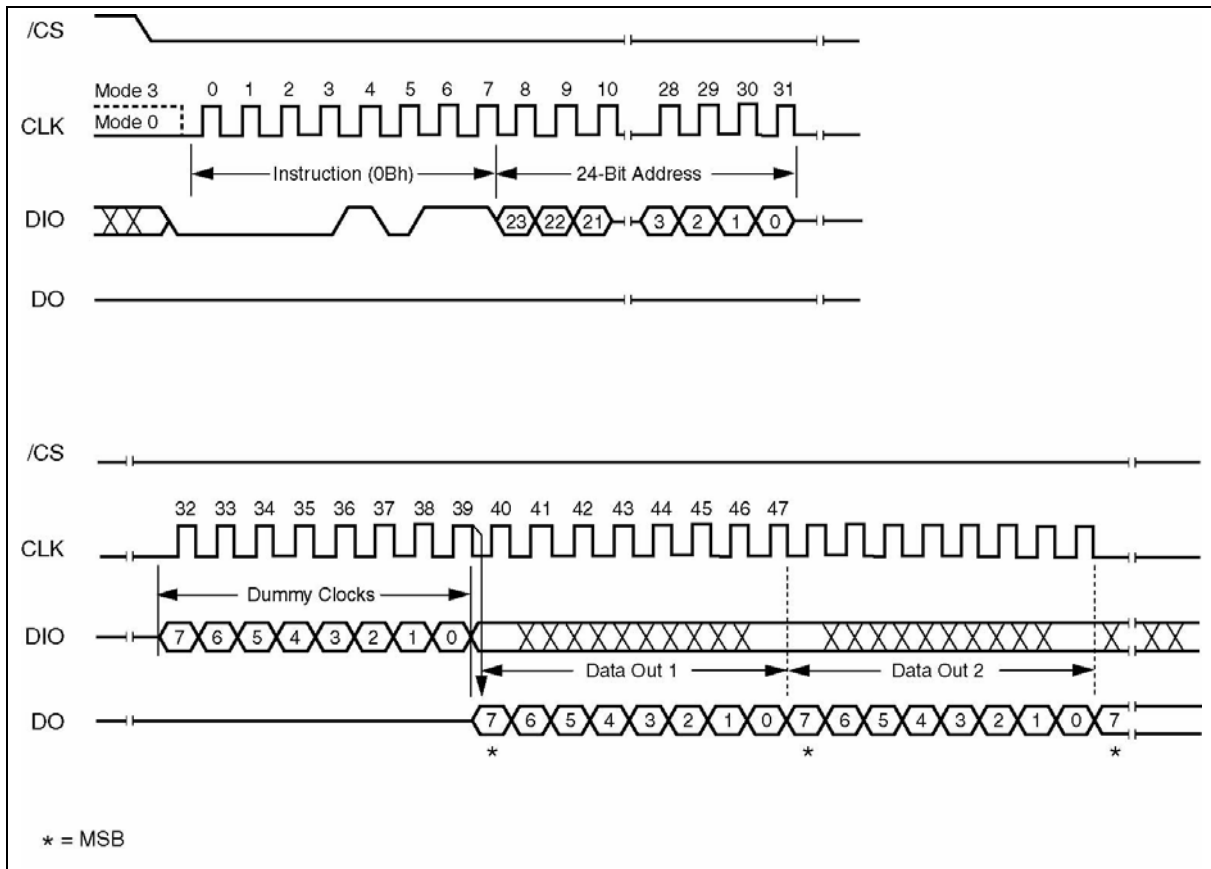 /CS
Mode 3 0 1 2 3 4 5 6 7 8 9 10 28 29 30 31
CLK Mode 0
Instruction (0Bh) 24-Bit Address
DIO 23 22 21 3 2 1 0
DO
/CS
32 33 34 35 36 37 38 39 40 41 42 43 44 45 46 47
CLK
Dummy Clocks
DIO 7 6 5 4 3 2 1 0
Data Out 1 Data Out 2
DO 7 6 5 4 3 2 1 0 7 6 5 4 3 2 1 0 7
* * *
* = MSB